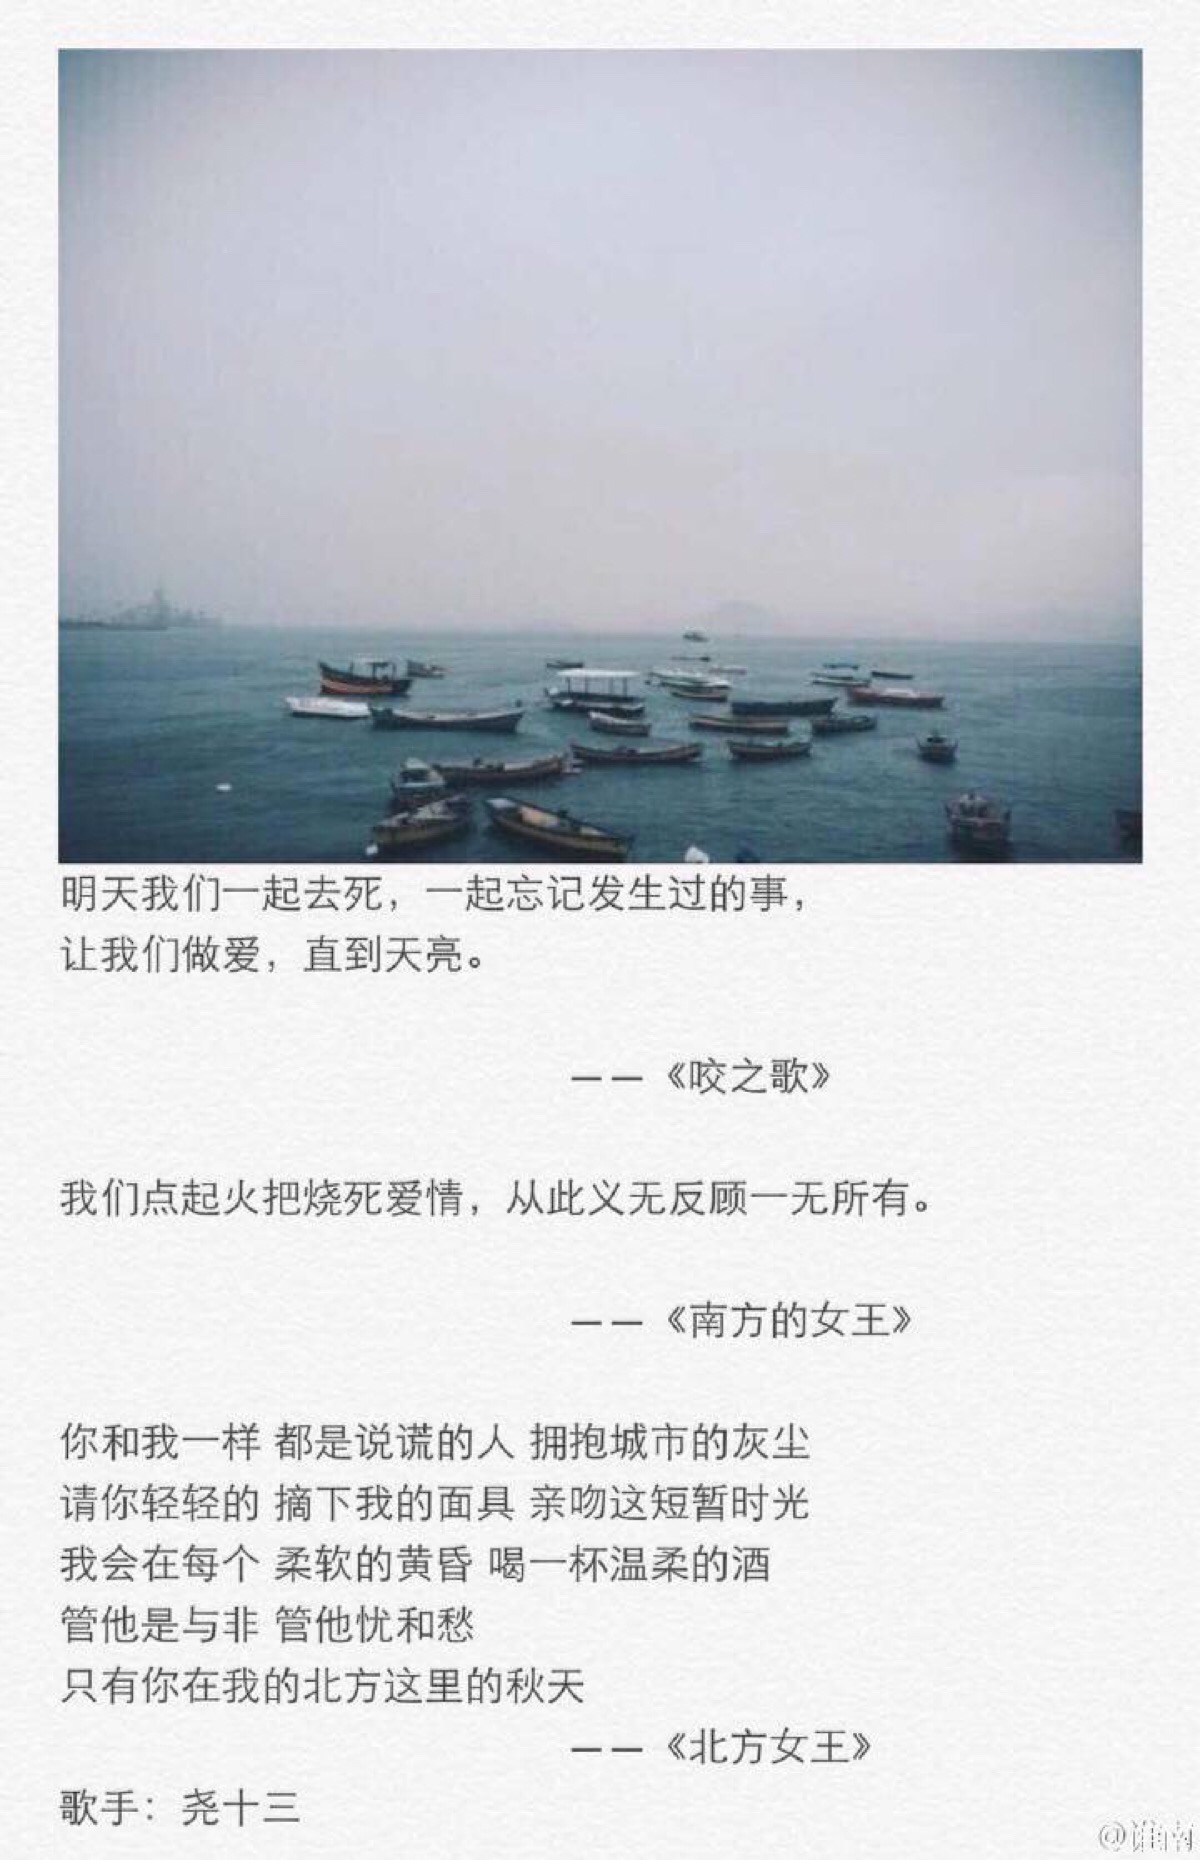 明天我们一起去死，一起忘记发生过的事，
让我们做爱，直到天亮。
——《咬之歌》
我们点起火把烧死爱情，从此义无反顾一无所有。
——《南方的女王》
你和我一样 都是说谎的人 拥抱城市的灰尘
请你轻轻的 摘下我的面具 亲吻这短暂时光
我会在每个 柔软的黄昏 喝一杯温柔的酒
管他是与非 管他忧和愁
只有你在我的北方这里的秋天
——《北方女王》
歌手：尧十三